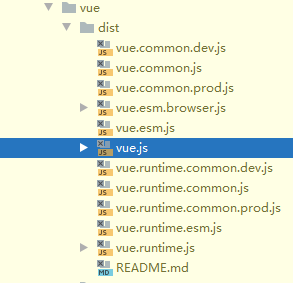 vue
dist
vue.common.dev.js
vue.common.js
vue.common.prod.js
vue.esm.browser.js
vue.esm.js
vue.js
vue.runtime.common.dev.js
vue.runtime.common.js
vue.runtime.common.prod.js
vue.runtime.esm.js
vue.runtime.js
README.md